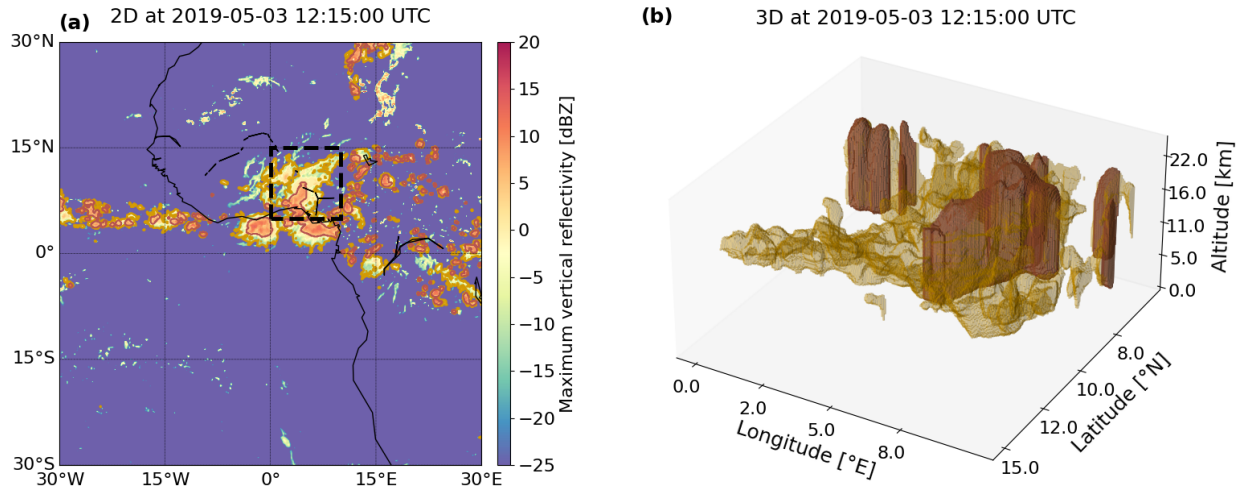 (a)
2D at 2019-05-03 12:15:00 UTC
30°N
15°N
0°
15°S
30°S
30°W
15°W
0°
15°E
30°E
20
15
10
5
0
−5
−10
−15
−20
−25
Maximum vertical reflectivity [dBZ]
(b)
3D at 2019-05-03 12:15:00 UTC
22.0
16.0
11.0
5.0
0.0
Altitude [km]
8.0
10.0
12.0
15.0
Latitude [°N]
0.0
2.0
5.0
8.0
Longitude [°E]